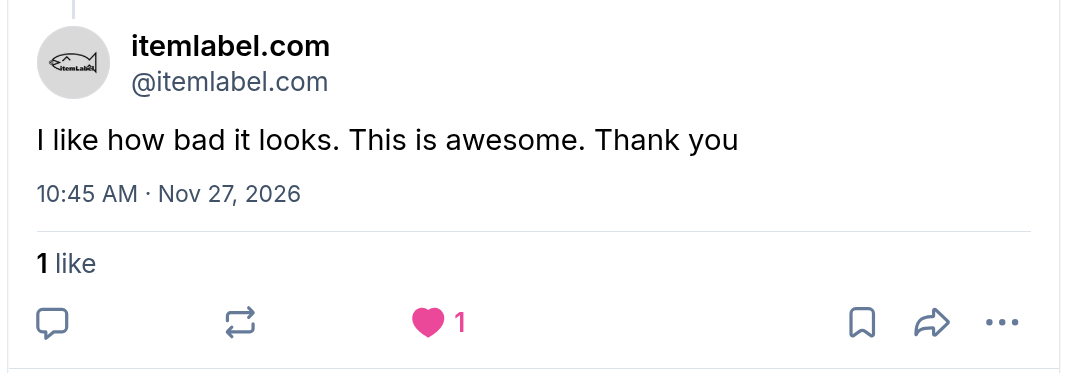 itemLabel
itemlabel.com
@itemlabel.com
I like how bad it looks. This is awesome. Thank you
10:45 AM · Nov 27, 2026
1 like
1